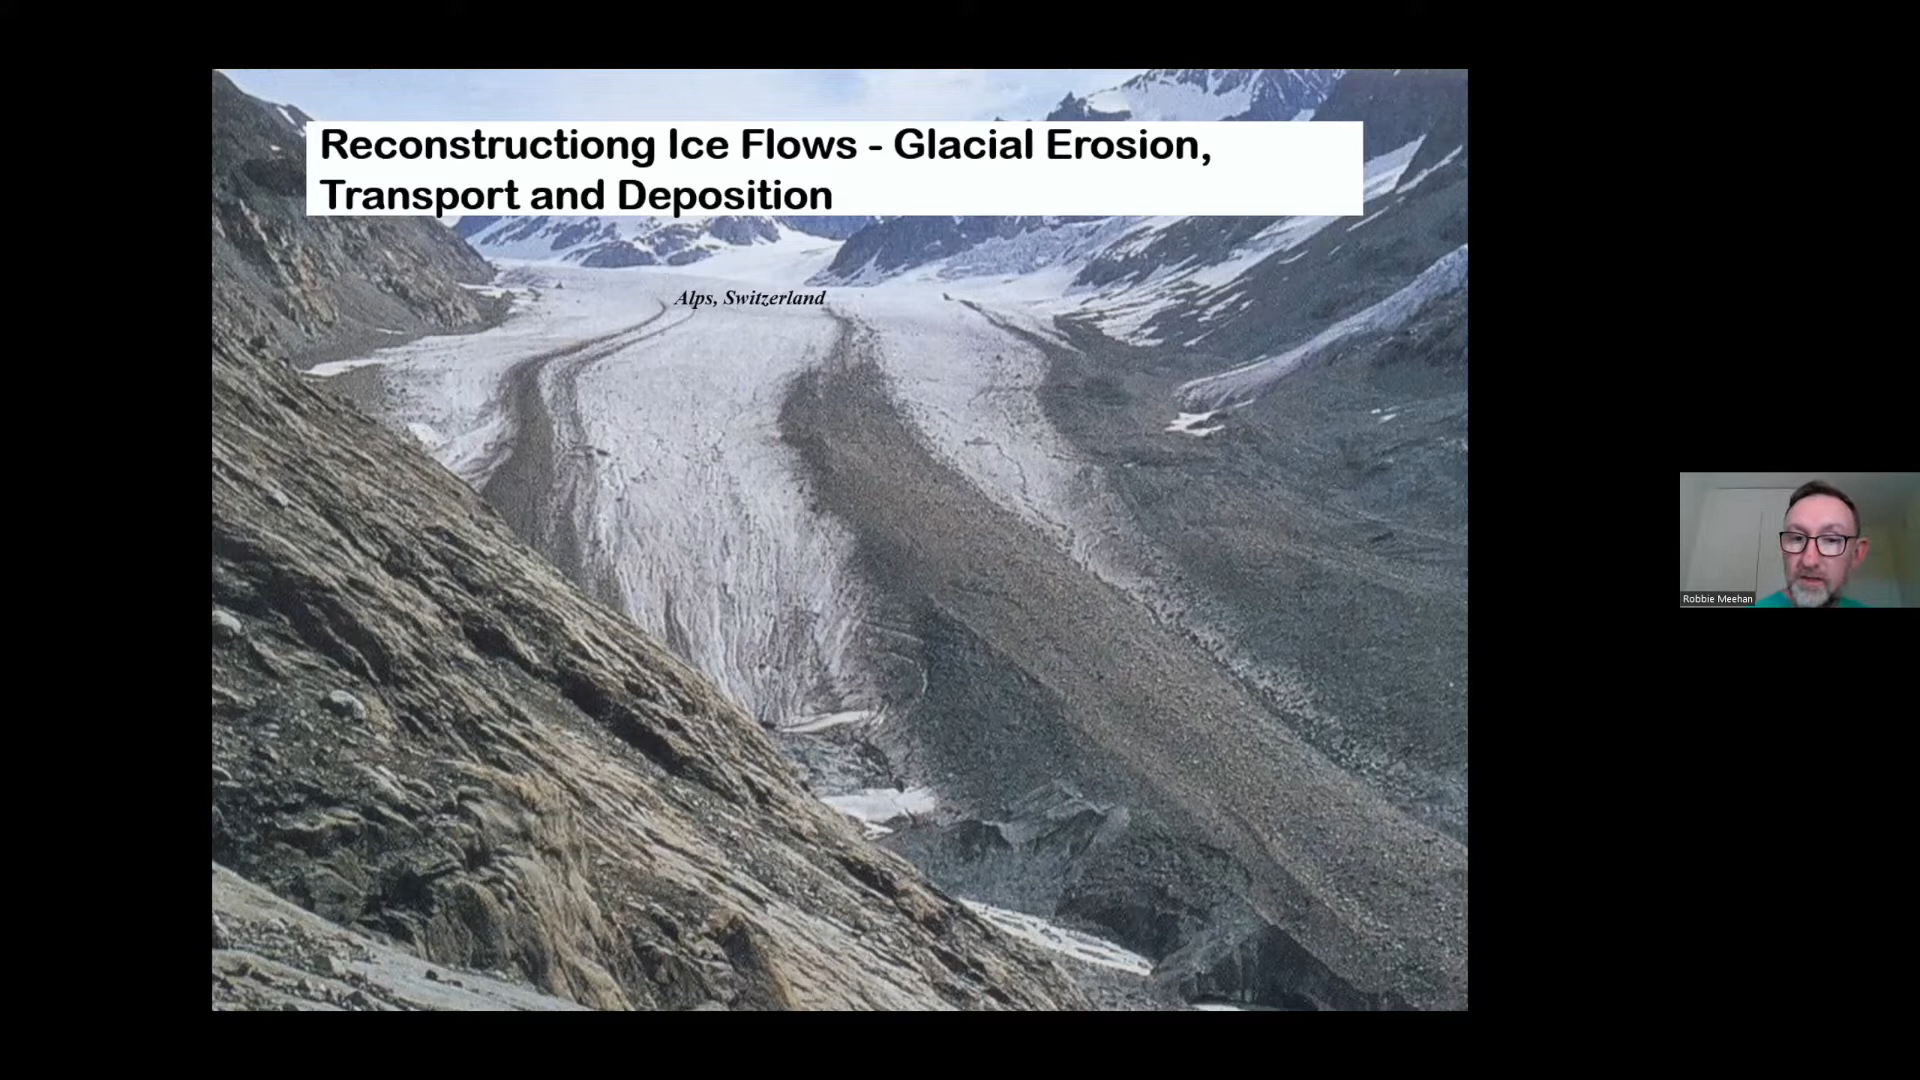 Reconstructiong Ice Flows - Glacial Erosion,
Transport and Deposition
Alps, Switzerland
Robbie Meehan